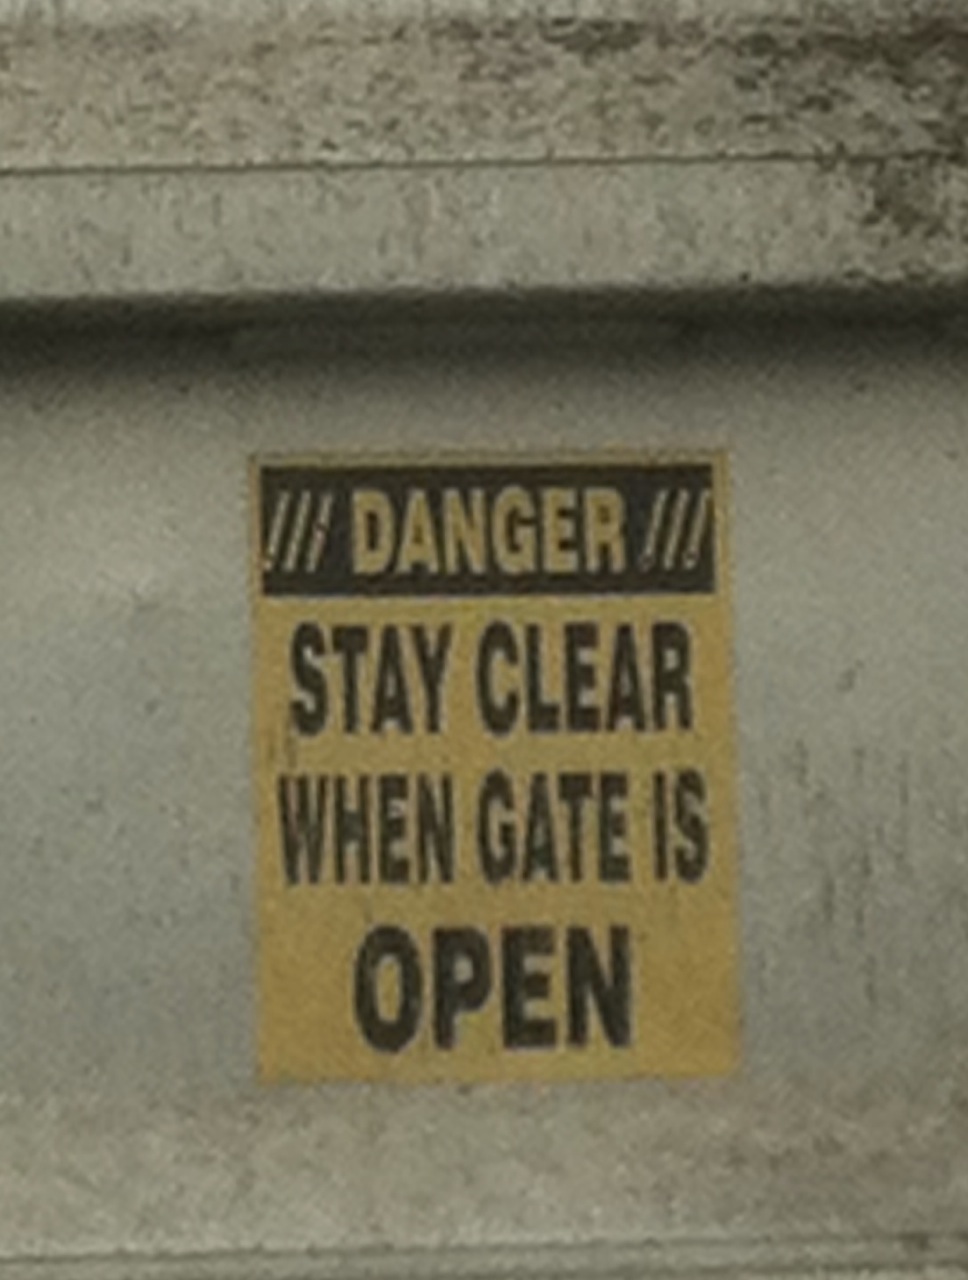 /// DANGER ///
STAY CLEAR
WHEN GATE IS
OPEN